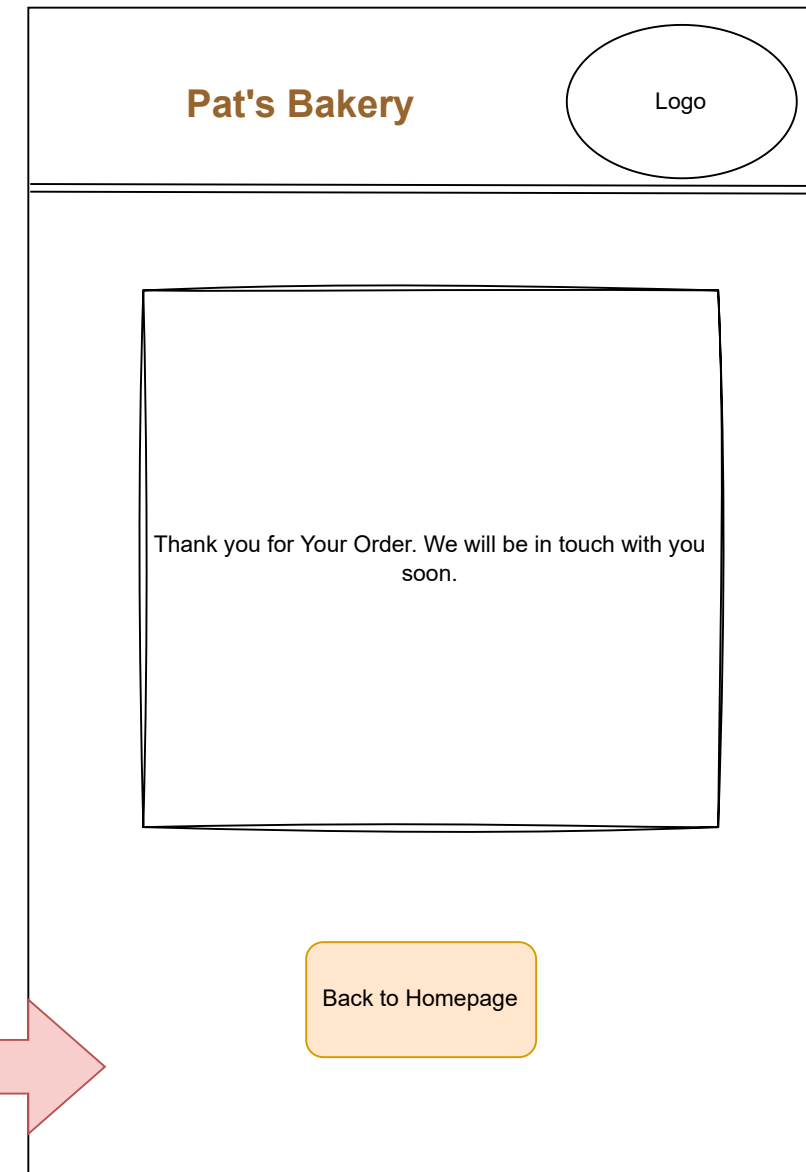 Pat's Bakery
Logo
Thank you for Your Order. We will be in touch with you
soon.
Back to Homepage